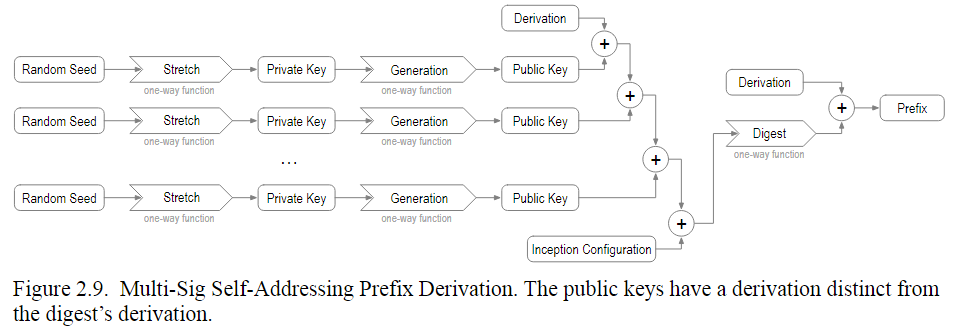 Derivation
+
Random Seed Stretch Private Key Generation Public Key
one-way function one-way function
Derivation
+
+ Prefix
Random Seed Stretch Private Key Generation Public Key
Digest
one-way function one-way function
one-way function
...
+
Random Seed Stretch Private Key Generation Public Key
one-way function one-way function
+
Inception Configuration
Figure 2.9. Multi-Sig Self-Addressing Prefix Derivation. The public keys have a derivation distinct from
the digest’s derivation.